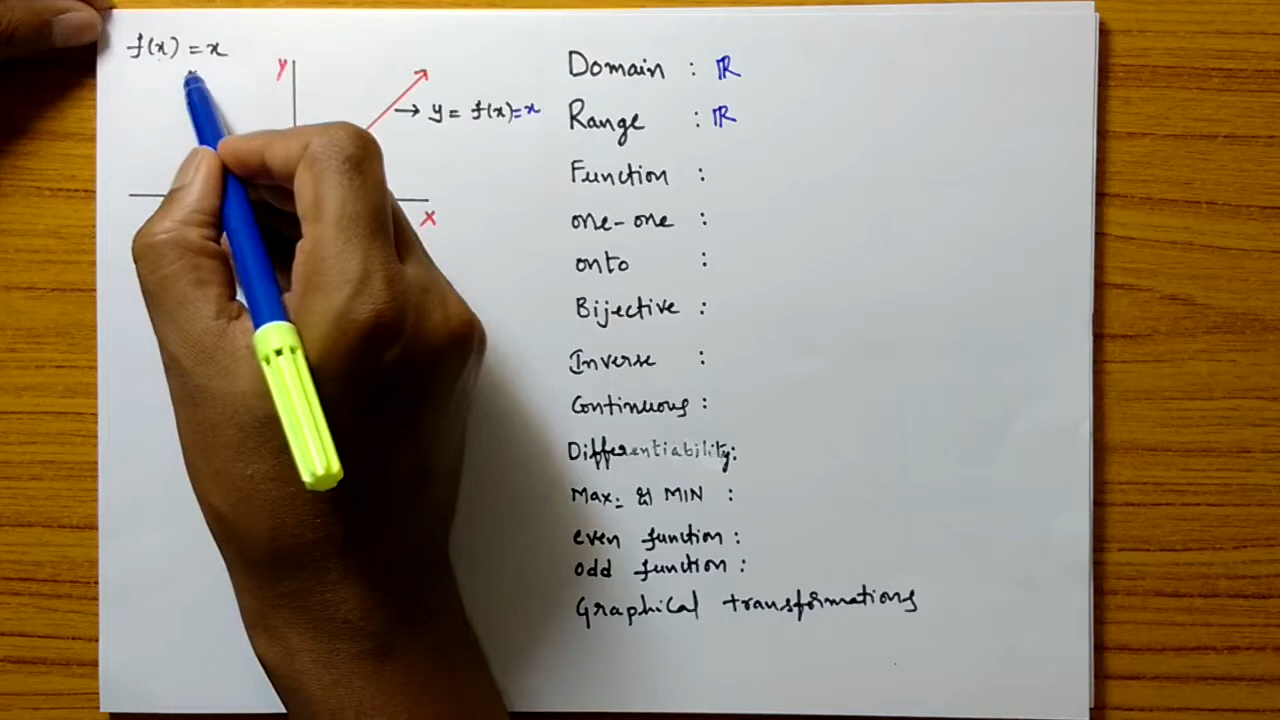 f(x) = x
y
→ y = f(x)=x
x
Domain : ℝ
Range : ℝ
Function :
one-one :
onto :
Bijective :
Inverse :
Continuous :
Differentiability:
Max. & MIN :
even function :
odd function :
Graphical transformations